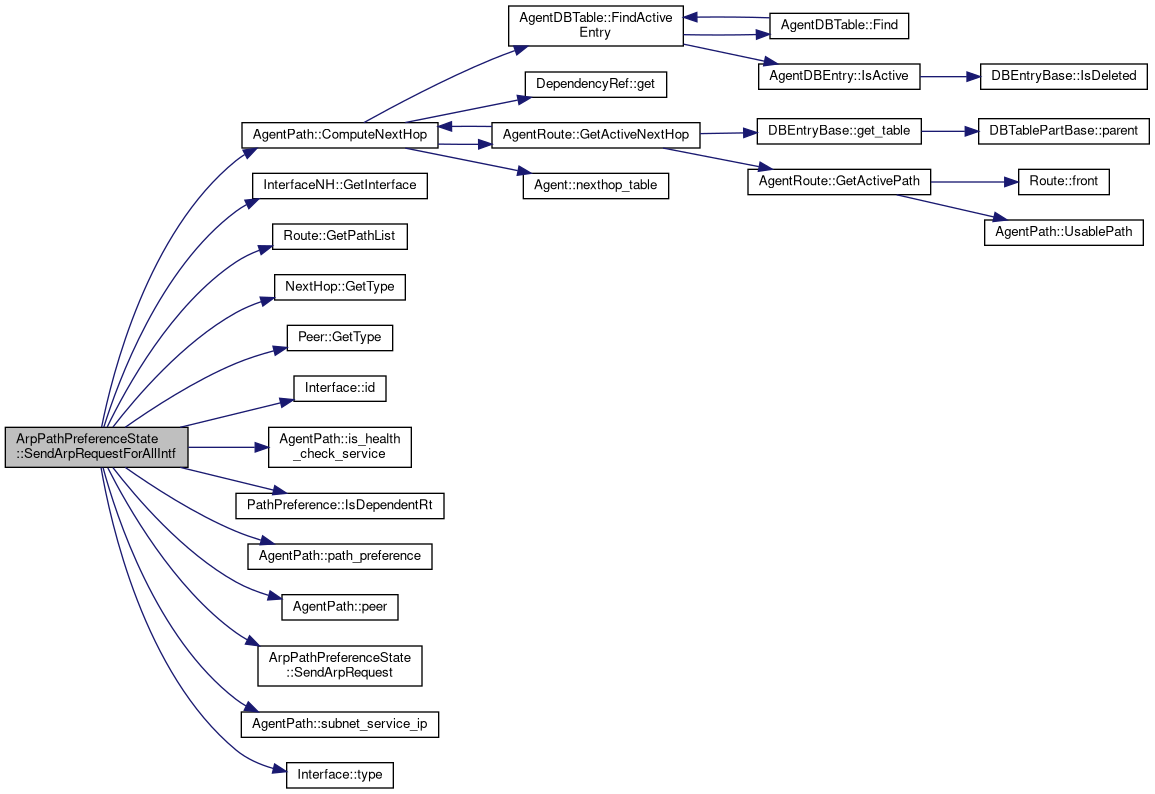 AgentDBTable::FindActive
Entry
AgentDBTable::Find
AgentDBEntry::IsActive
DBEntryBase::IsDeleted
DependencyRef::get
AgentPath::ComputeNextHop
AgentRoute::GetActiveNextHop
DBEntryBase::get_table
DBTablePartBase::parent
Agent::nexthop_table
AgentRoute::GetActivePath
Route::front
AgentPath::UsablePath
InterfaceNH::GetInterface
Route::GetPathList
NextHop::GetType
Peer::GetType
Interface::id
ArpPathPreferenceState
::SendArpRequestForAllIntf
AgentPath::is_health
_check_service
PathPreference::IsDependentRt
AgentPath::path_preference
AgentPath::peer
ArpPathPreferenceState
::SendArpRequest
AgentPath::subnet_service_ip
Interface::type